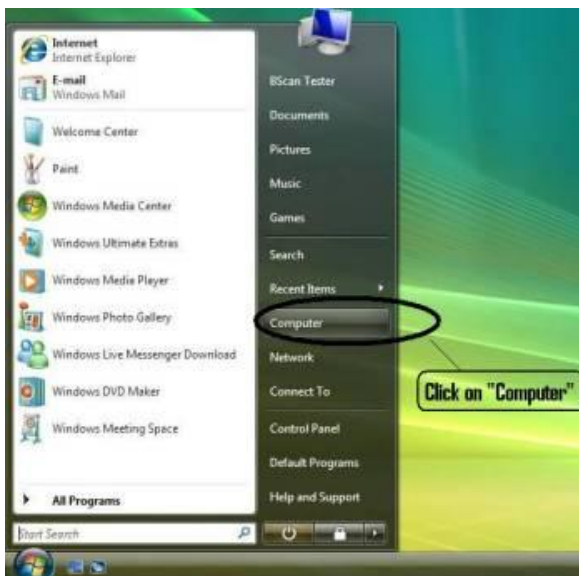 Internet
Internet Explorer
E-mail
Windows Mail
Welcome Center
Paint
Windows Media Center
Windows Ultimate Extras
Windows Media Player
Windows Photo Gallery
Windows Live Messenger Download
Windows DVD Maker
Windows Meeting Space
All Programs
Start Search
BScan Tester
Documents
Pictures
Music
Games
Search
Recent Items
Computer
Network
Connect To
Control Panel
Default Programs
Help and Support
Click on "Computer"